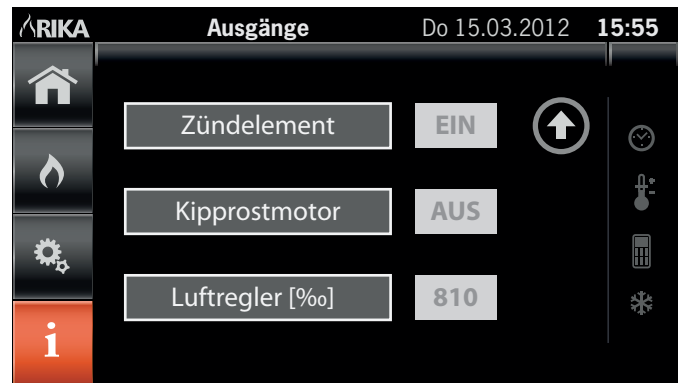 RIKA Ausgänge Do 15.03.2012 15:55
Zündelement EIN
Kipprostmotor AUS
Luftregler [‰] 810
i